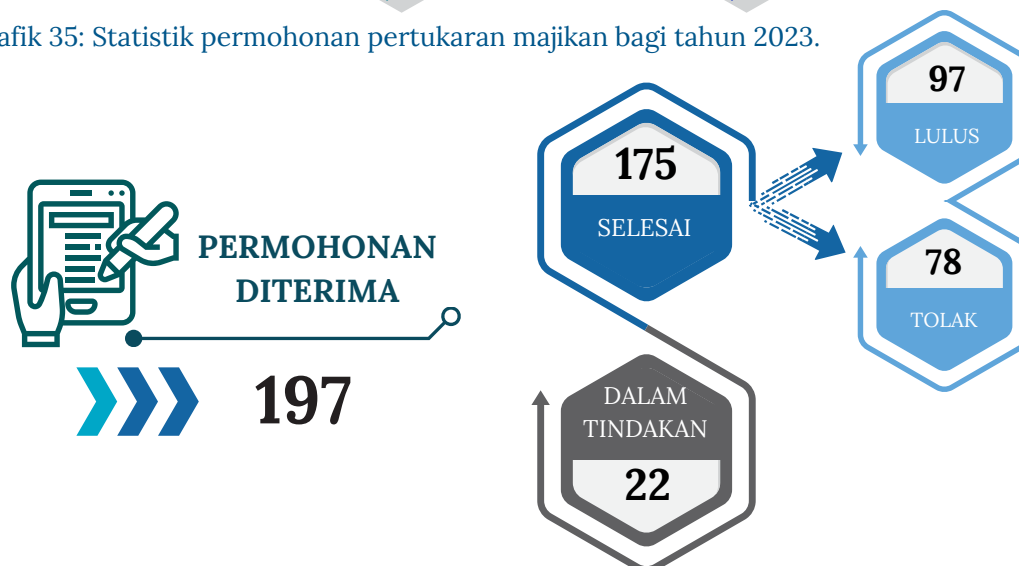 afik 35: Statistik permohonan pertukaran majikan bagi tahun 2023.
PERMOHONAN
DITERIMA
197
175
SELESAI
97
LULUS
78
TOLAK
DALAM
TINDAKAN
22